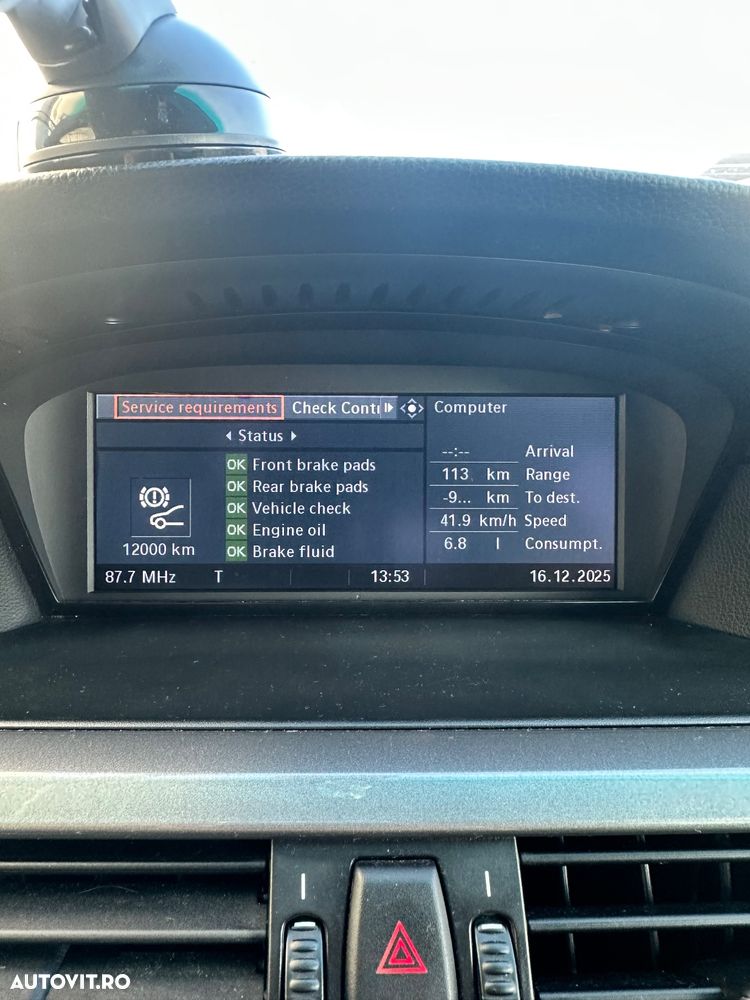 Service requirements Check Contr
Status
OK Front brake pads
OK Rear brake pads
OK Vehicle check
OK Engine oil
OK Brake fluid
12000 km
Computer
--:-- Arrival
113 km Range
-9... km To dest.
41.9 km/h Speed
6.8 l Consumpt.
87.7 MHz T 13:53 16.12.2025
AUTOVIT.RO